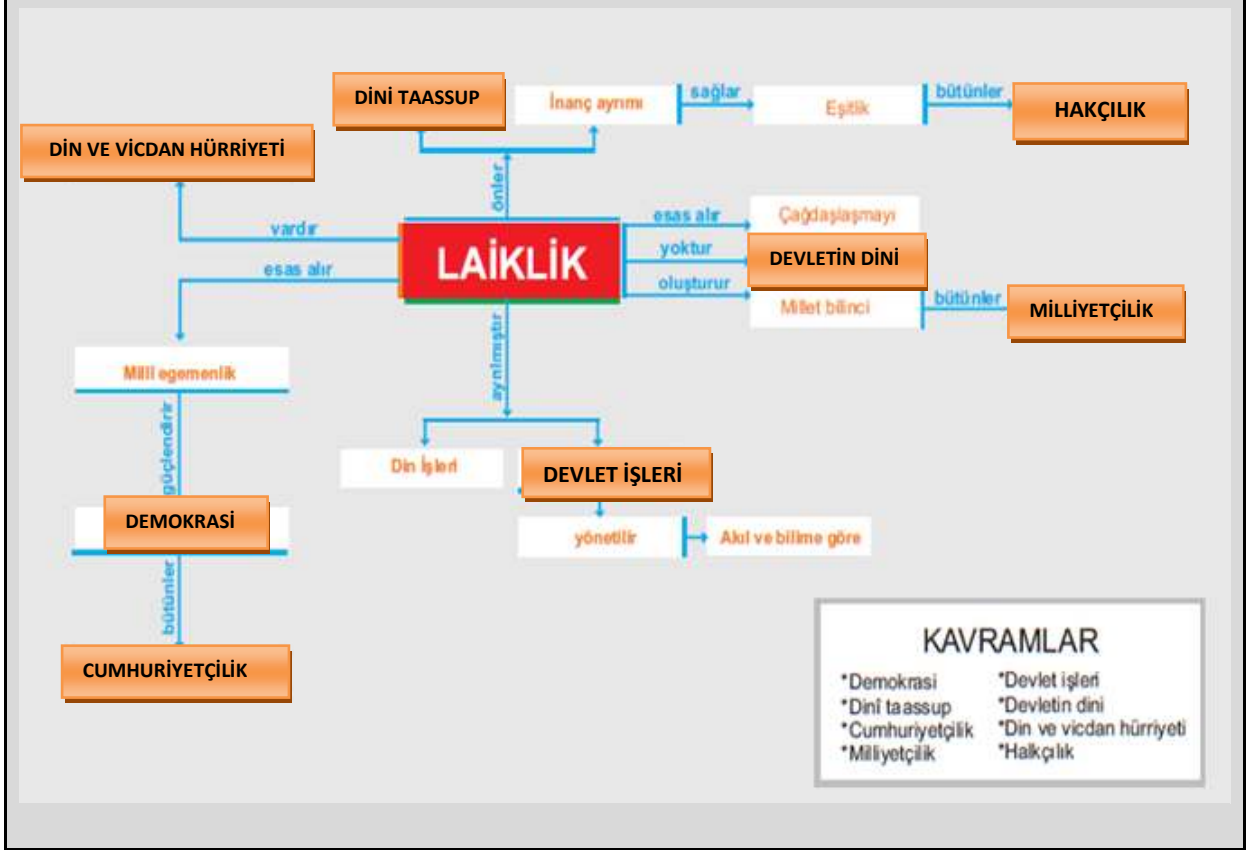 DİNİ TAASSUP
İnanç ayrımı
sağlar
Eşitlik
bütünler
HAKÇILIK
DİN VE VİCDAN HÜRRİYETİ
önler
vardır
esas alır
LAİKLİK
esas alır
Çağdaşlaşmayı
yoktur
DEVLETİN DİNİ
oluşturur
Millet bilinci
bütünler
MİLLİYETÇİLİK
ayrılmıştır
Milli egemenlik
güçlendirir
DEMOKRASİ
bütünler
CUMHURİYETÇİLİK
Din İşleri
DEVLET İŞLERİ
yönetilir
Akıl ve bilime göre
KAVRAMLAR
*Demokrasi
*Dinî taassup
*Cumhuriyetçilik
*Milliyetçilik
*Devlet işleri
*Devletin dini
*Din ve vicdan hürriyeti
*Halkçılık